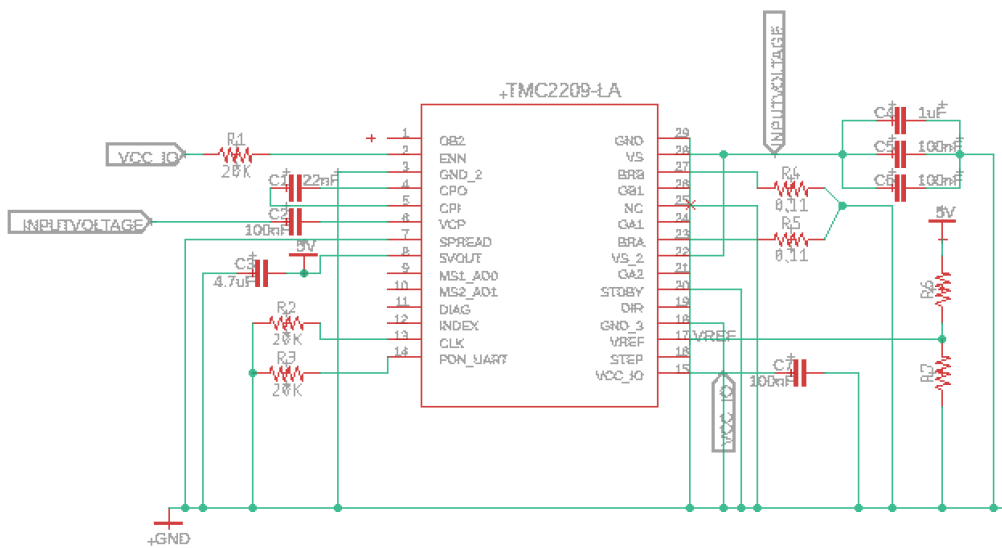 TMC2209-LA
1
2
3
4
5
6
7
8
9
10
11
12
13
14
OB2
ENN
GND_2
CPO
CPI
VCP
SPREAD
5VOUT
MS1_AD0
MS2_AD1
DIAG
INDEX
CLK
PDN_UART
GND
VS
BRB
OB1
NC
OA1
BRA
VS_2
OA2
STDBY
DIR
GND_3
VREF
STEP
VCC_IO
29
28
27
26
25
24
23
22
21
20
19
18
17
16
15
VCC_IO
R1
20K
C1
22nF
INPUTVOLTAGE
C2
100nF
5V
C3
4.7uF
R2
20K
R3
20K
GND
INPUTVOLTAGE
C4
1uF
C5
100nF
C6
100nF
R4
0.11
R5
0.11
5V
R6
R7
VREF
C7
100nF
VCC_IO